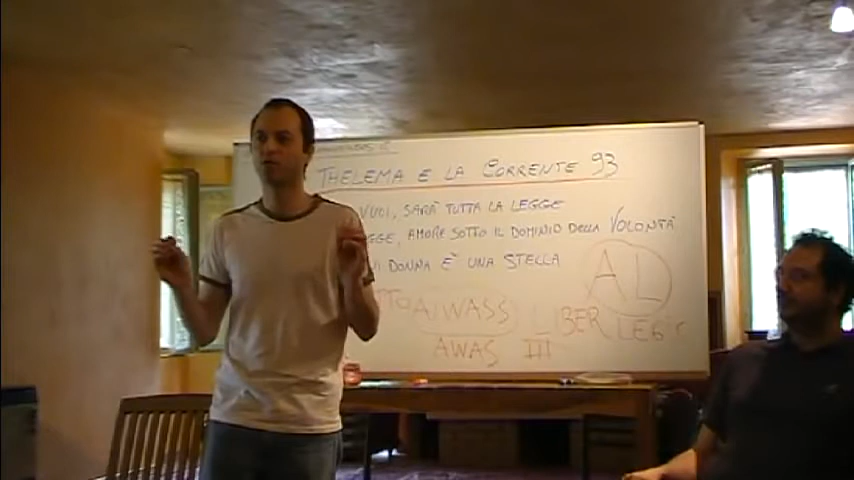 THELEMA E LA CORRENTE 93
VUOI, SARÀ TUTTA LA LEGGE
GGE, AMORE SOTTO IL DOMINIO DELLA VOLONTÀ
DONNA È UNA STELLA
AL
AIWASS LIBER LEGIS
AWAS III